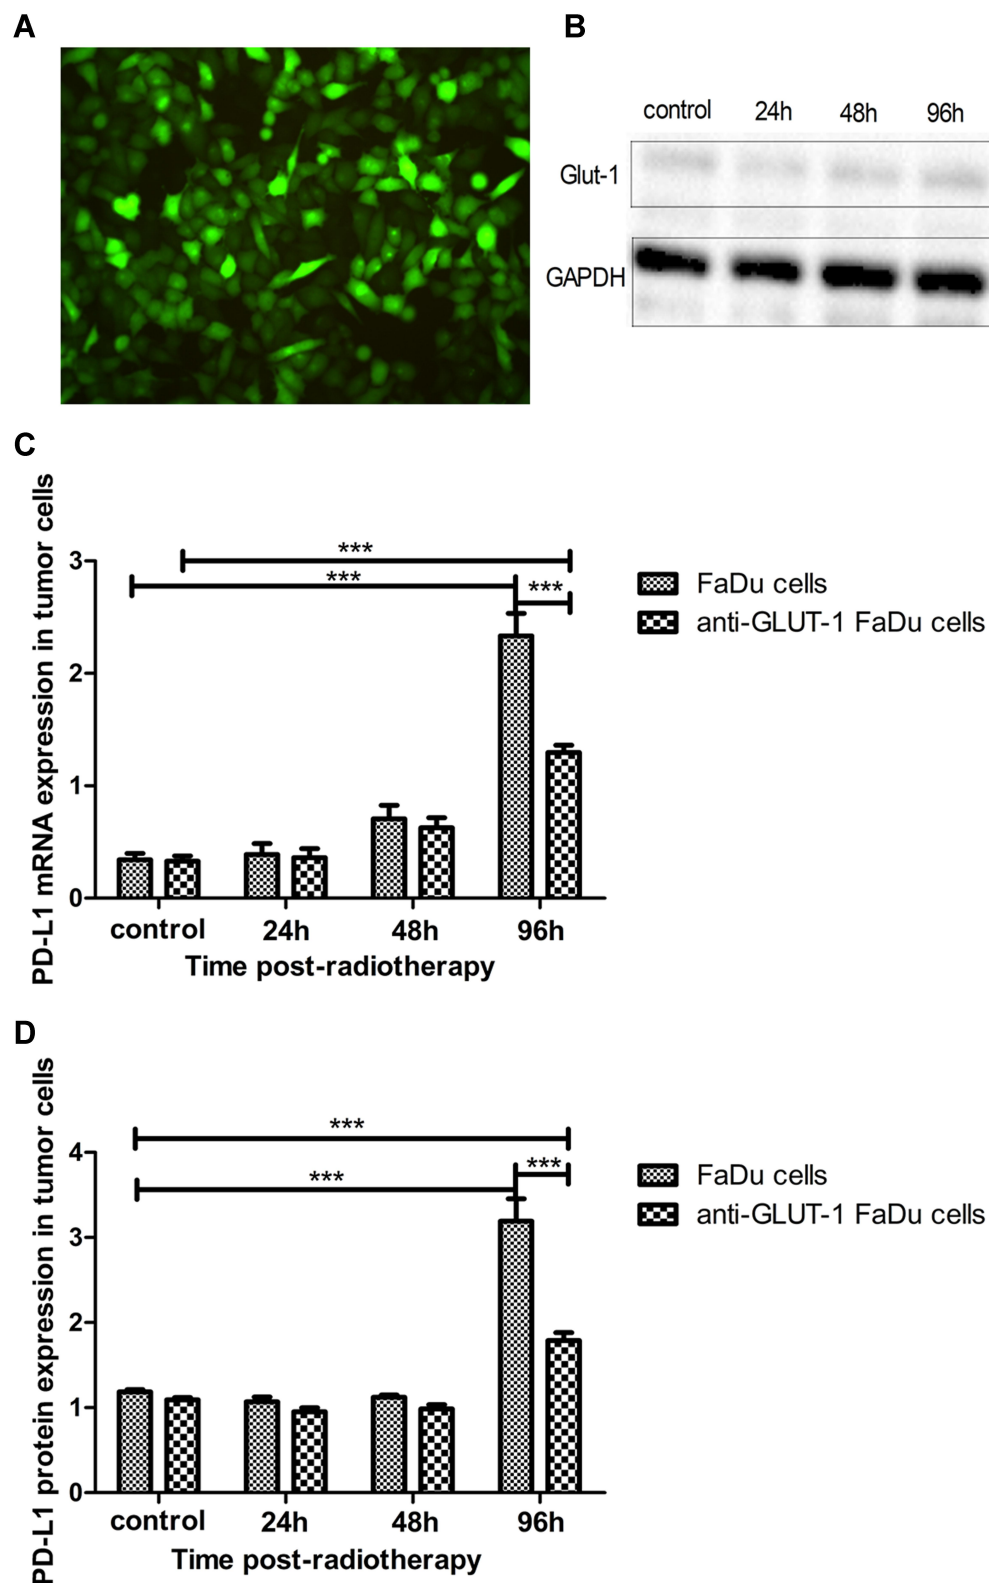 A
B
control 24h 48h 96h
Glut-1
GAPDH
C
PD-L1 mRNA expression in tumor cells
3
2
1
0
***
***
***
FaDu cells
anti-GLUT-1 FaDu cells
control 24h 48h 96h
Time post-radiotherapy
D
PD-L1 protein expression in tumor cells
4
3
2
1
0
***
***
***
FaDu cells
anti-GLUT-1 FaDu cells
control 24h 48h 96h
Time post-radiotherapy